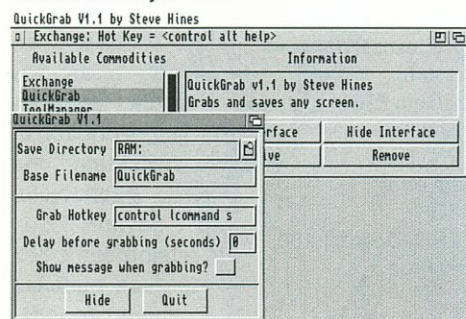 QuickGrab V1.1 by Steve Hines
Exchange: Hot Key = <control alt help>
Available Commodities
Information
Exchange
QuickGrab
ToolManager
QuickGrab v1.1 by Steve Hines
Grabs and saves any screen.
rface
Hide Interface
ive
Remove
QuickGrab V1.1
Save Directory RAM:
Base Filename QuickGrab
Grab Hotkey control lcommand s
Delay before grabbing (seconds) 0
Show message when grabbing?
Hide
Quit